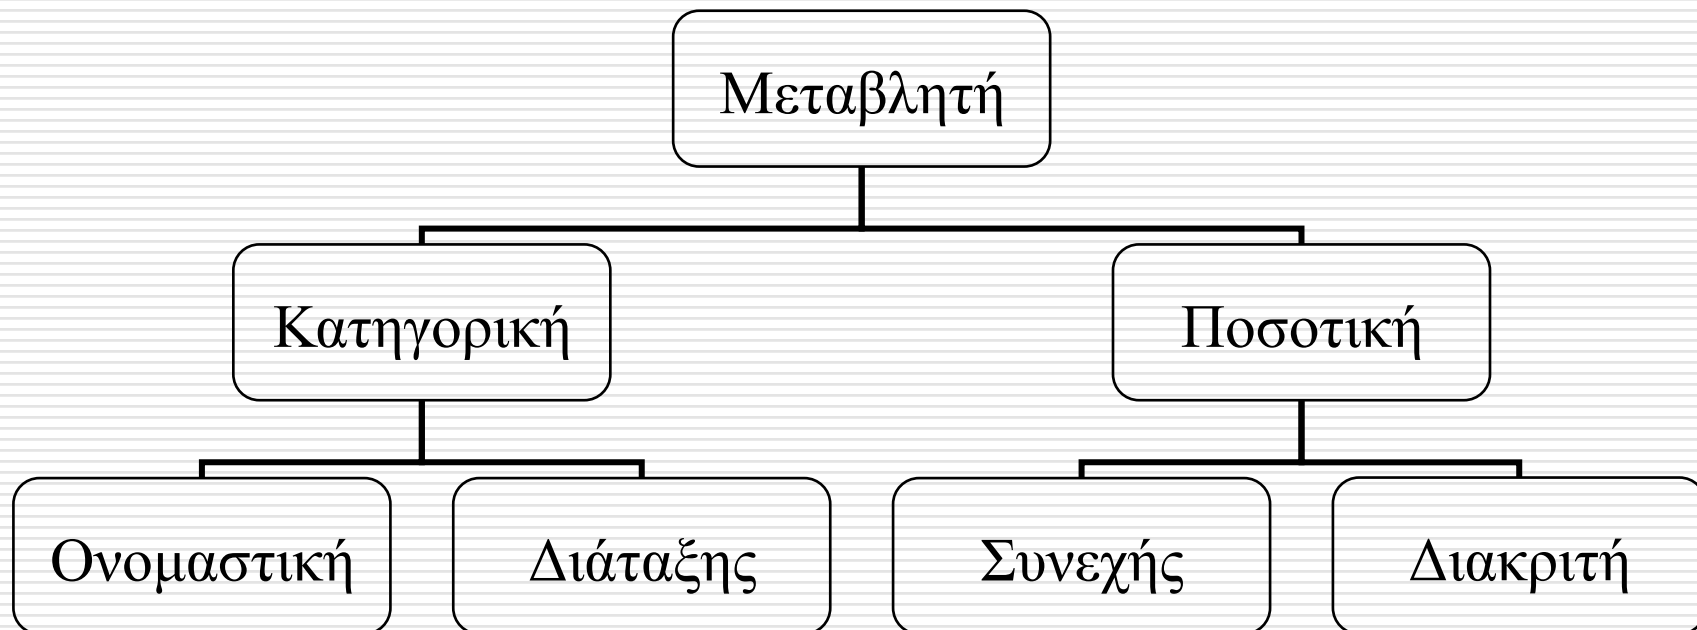 Μεταβλητή
Κατηγορική
Ποσοτική
Ονομαστική
Διάταξης
Συνεχής
Διακριτή